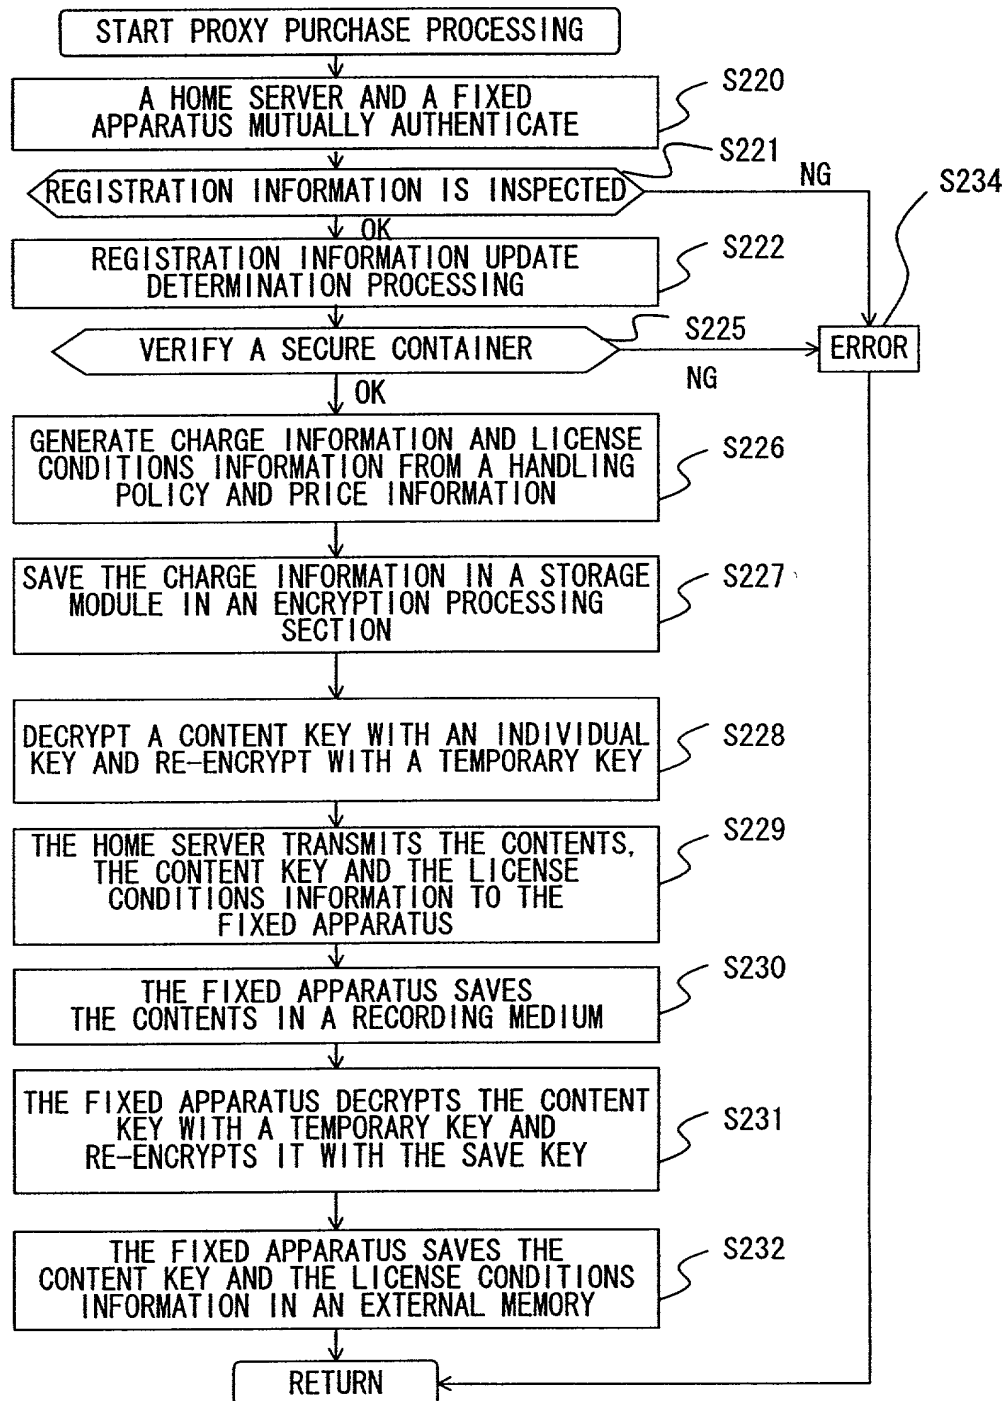 START PROXY PURCHASE PROCESSING
A HOME SERVER AND A FIXED
APPARATUS MUTUALLY AUTHENTICATE
S220
REGISTRATION INFORMATION IS INSPECTED
S221
NG
S234
OK
REGISTRATION INFORMATION UPDATE
DETERMINATION PROCESSING
S222
VERIFY A SECURE CONTAINER
S225
ERROR
NG
OK
GENERATE CHARGE INFORMATION AND LICENSE
CONDITIONS INFORMATION FROM A HANDLING
POLICY AND PRICE INFORMATION
S226
SAVE THE CHARGE INFORMATION IN A STORAGE
MODULE IN AN ENCRYPTION PROCESSING
SECTION
S227
DECRYPT A CONTENT KEY WITH AN INDIVIDUAL
KEY AND RE-ENCRYPT WITH A TEMPORARY KEY
S228
THE HOME SERVER TRANSMITS THE CONTENTS,
THE CONTENT KEY AND THE LICENSE
CONDITIONS INFORMATION TO THE
FIXED APPARATUS
S229
THE FIXED APPARATUS SAVES
THE CONTENTS IN A RECORDING MEDIUM
S230
THE FIXED APPARATUS DECRYPTS THE CONTENT
KEY WITH A TEMPORARY KEY AND
RE-ENCRYPTS IT WITH THE SAVE KEY
S231
THE FIXED APPARATUS SAVES THE
CONTENT KEY AND THE LICENSE CONDITIONS
INFORMATION IN AN EXTERNAL MEMORY
S232
RETURN